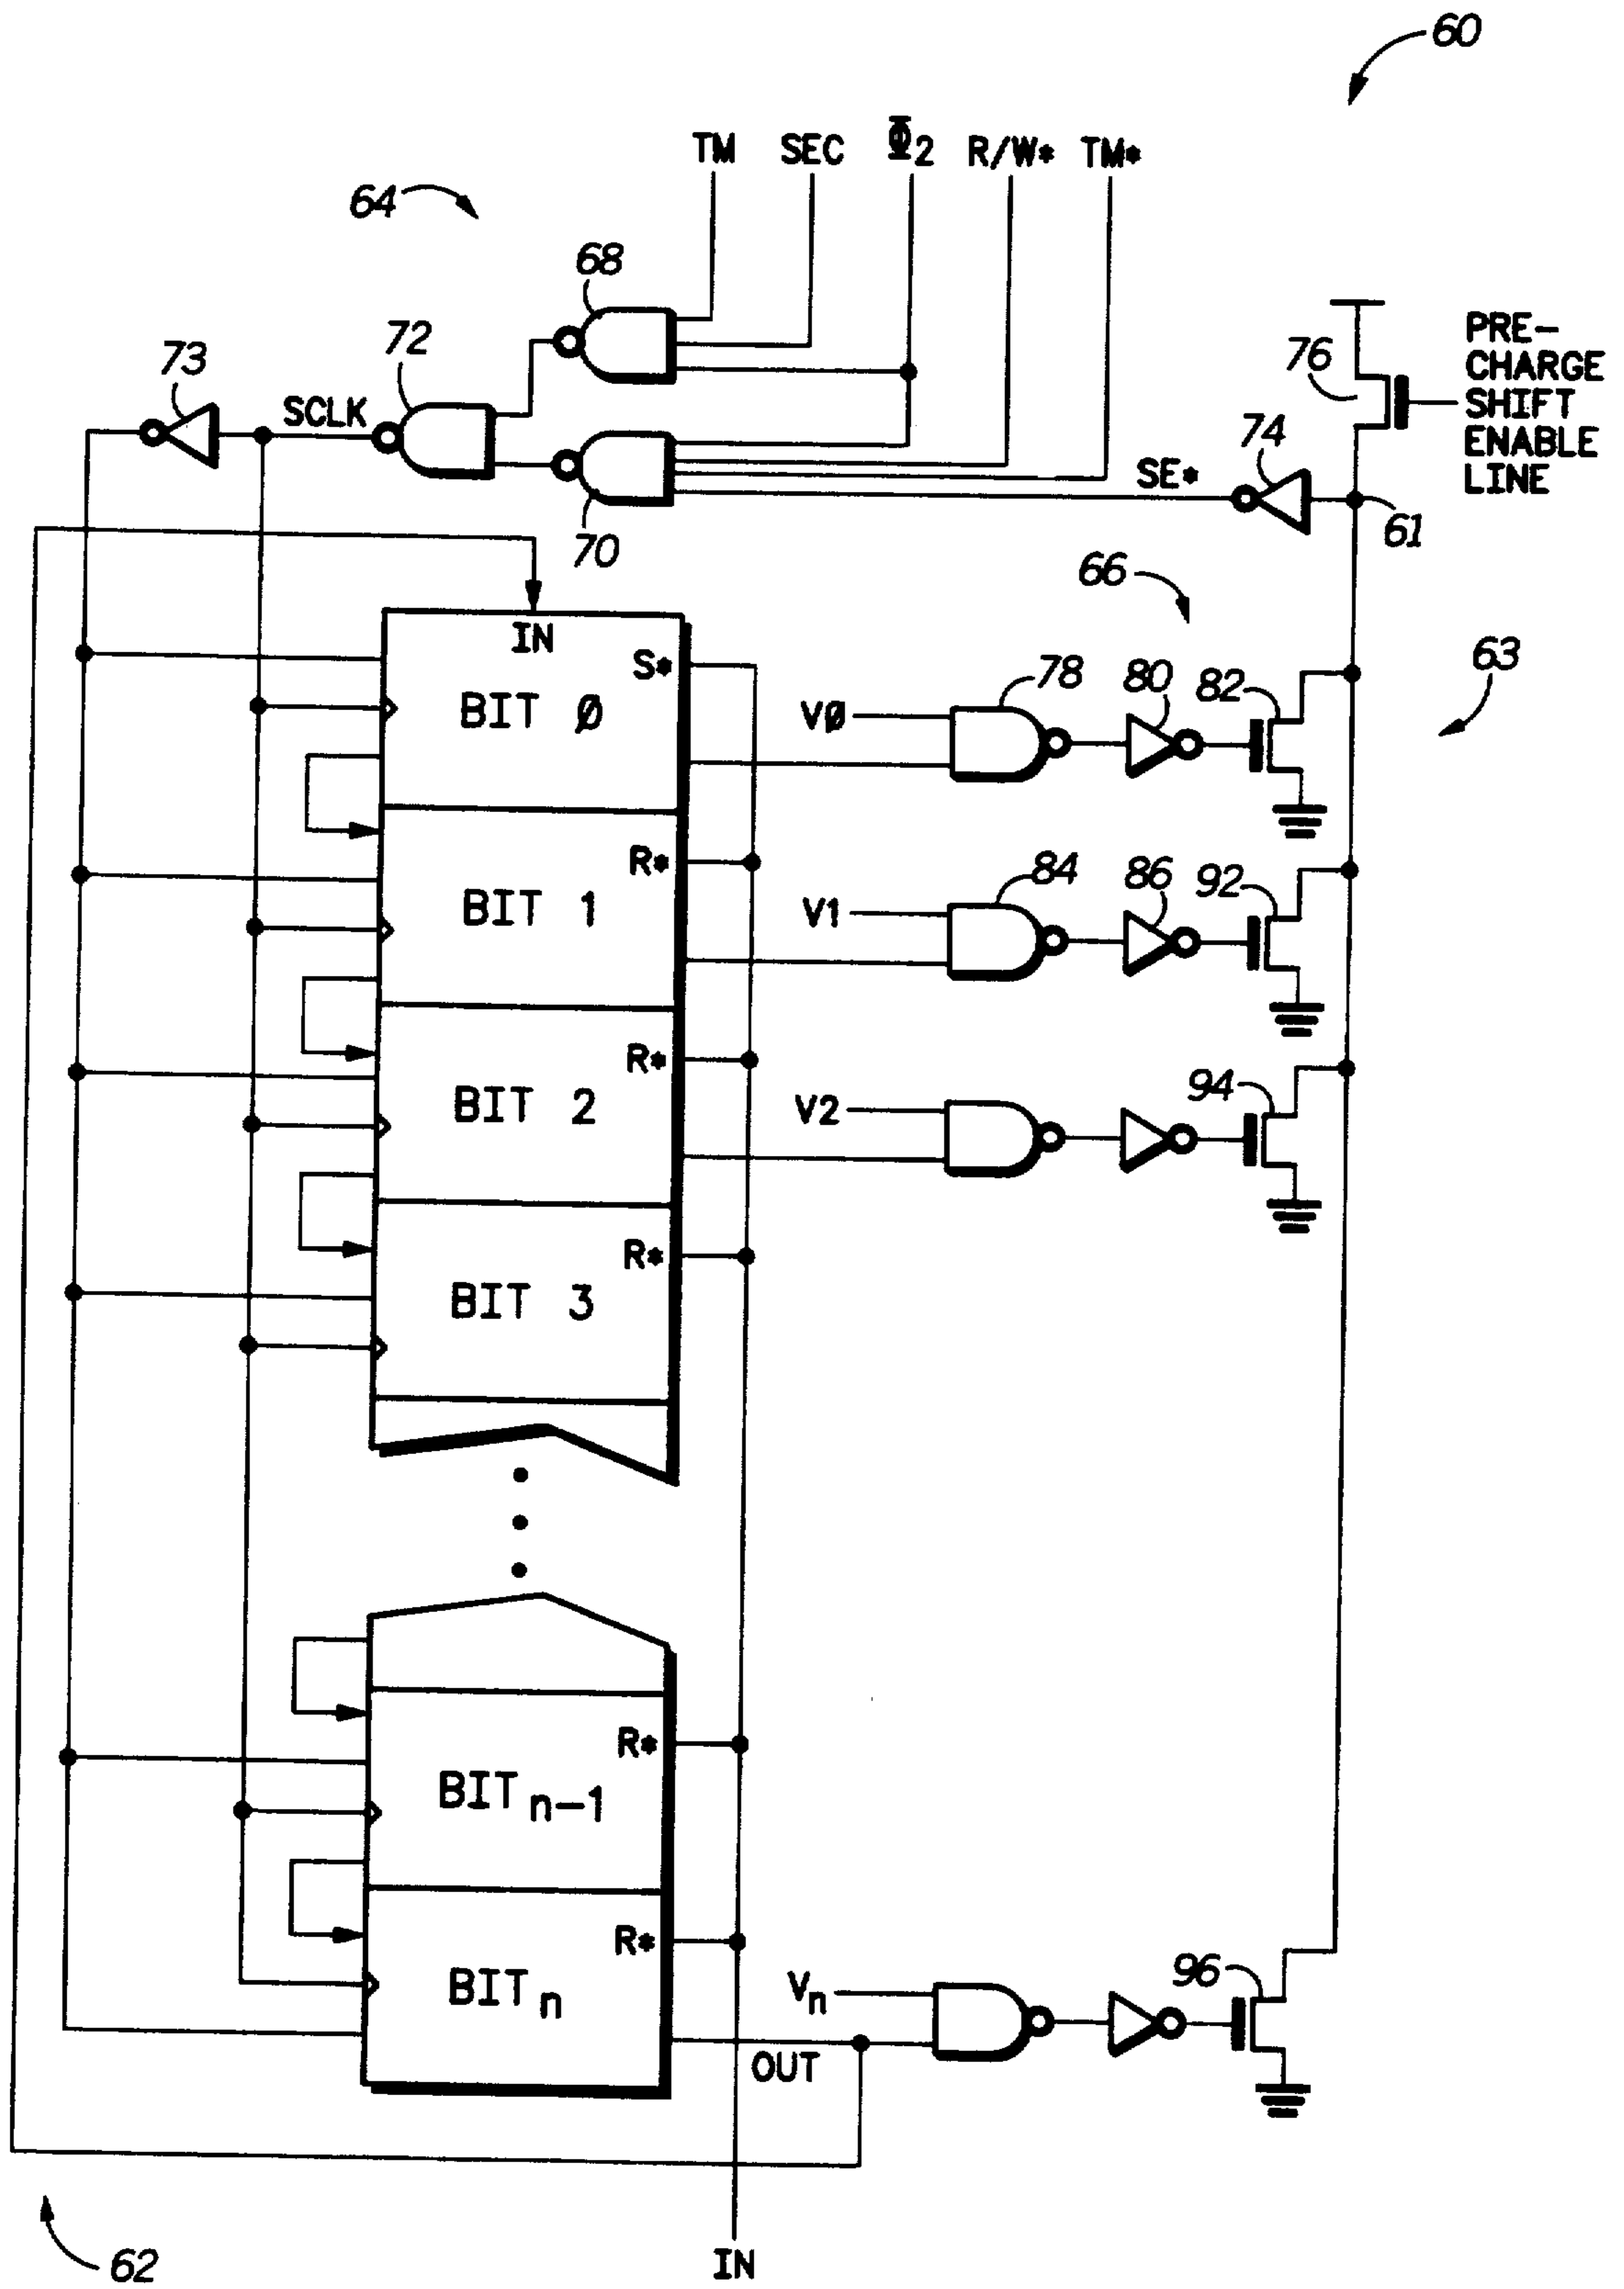 60
TM SEC Φ2 R/W* TM*
64
68
72
73
SCLK
76
PRE-
CHARGE
SHIFT
ENABLE
LINE
74
SE*
61
70
66
63
IN
S*
BIT Ø
VØ
78
80
82
R*
BIT 1
V1
84
86
92
R*
BIT 2
V2
94
R*
BIT 3
R*
BITn-1
R*
BITn
Vn
96
OUT
62
IN